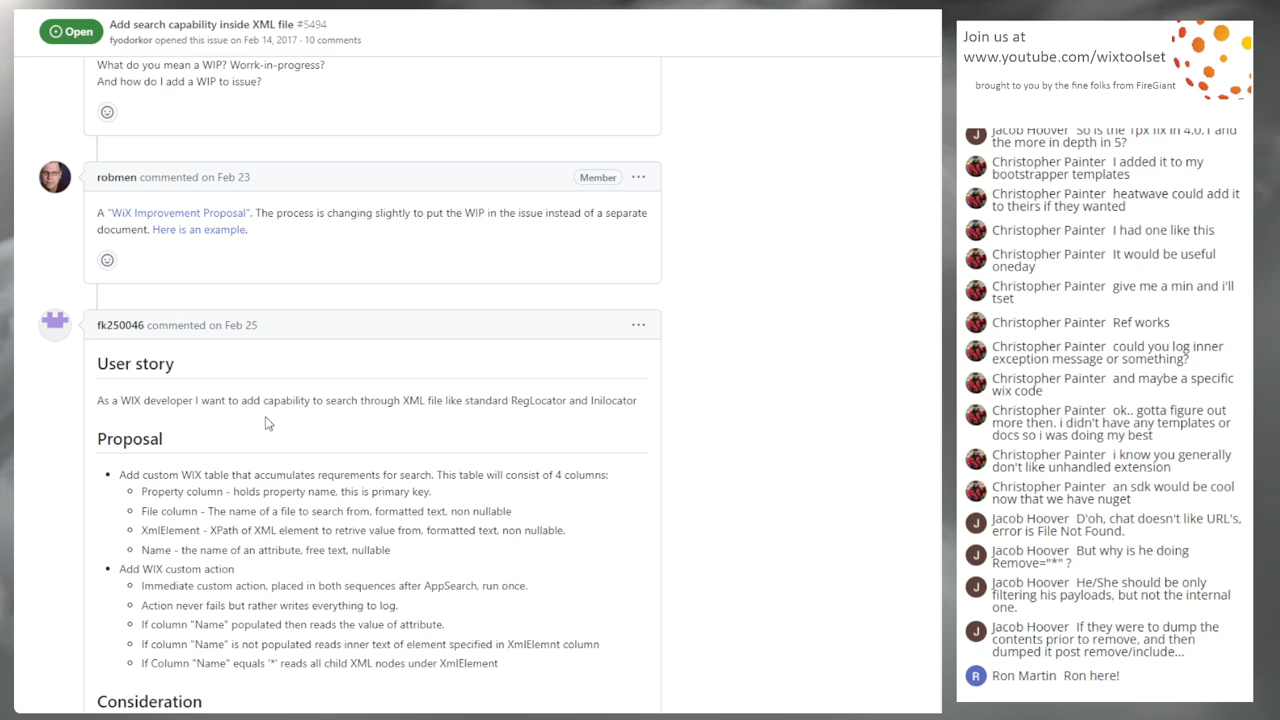 Open
Add search capability inside XML file #5494
fyodorkor opened this issue on Feb 14, 2017 · 10 comments
What do you mean a WIP? Worrk-in-progress?
And how do I add a WIP to issue?
robmen commented on Feb 23
Member
A "WiX Improvement Proposal". The process is changing slightly to put the WIP in the issue instead of a separate
document. Here is an example.
fk250046 commented on Feb 25
User story
As a WIX developer I want to add capability to search through XML file like standard RegLocator and Inilocator
Proposal
Add custom WIX table that accumulates requrements for search. This table will consist of 4 columns:
Property column - holds property name, this is primary key.
File column - The name of a file to search from, formatted text, non nullable
XmlElement - XPath of XML element to retrive value from, formatted text, non nullable.
Name - the name of an attribute, free text, nullable
Add WIX custom action
Immediate custom action, placed in both sequences after AppSearch, run once.
Action never fails but rather writes everything to log.
If column "Name" populated then reads the value of attribute.
If column "Name" is not populated reads inner text of element specified in XmlElemnt column
If Column "Name" equals '*' reads all child XML nodes under XmlElement
Consideration
Join us at
www.youtube.com/wixtoolset
brought to you by the fine folks from FireGiant
J Jacob Hoover So is the 1px fix in 4.0.1 and
the more in depth in 5?
Christopher Painter I added it to my
bootstrapper templates
Christopher Painter heatwave could add it
to theirs if they wanted
Christopher Painter I had one like this
Christopher Painter It would be useful
oneday
Christopher Painter give me a min and i'll
tset
Christopher Painter Ref works
Christopher Painter could you log inner
exception message or something?
Christopher Painter and maybe a specific
wix code
Christopher Painter ok.. gotta figure out
more then. i didn't have any templates or
docs so i was doing my best
Christopher Painter i know you generally
don't like unhandled extension
Christopher Painter an sdk would be cool
now that we have nuget
J Jacob Hoover D'oh, chat doesn't like URL's,
error is File Not Found.
J Jacob Hoover But why is he doing
Remove="*" ?
J Jacob Hoover He/She should be only
filtering his payloads, but not the internal
one.
J Jacob Hoover If they were to dump the
contents prior to remove, and then
dumped it post remove/include...
R Ron Martin Ron here!